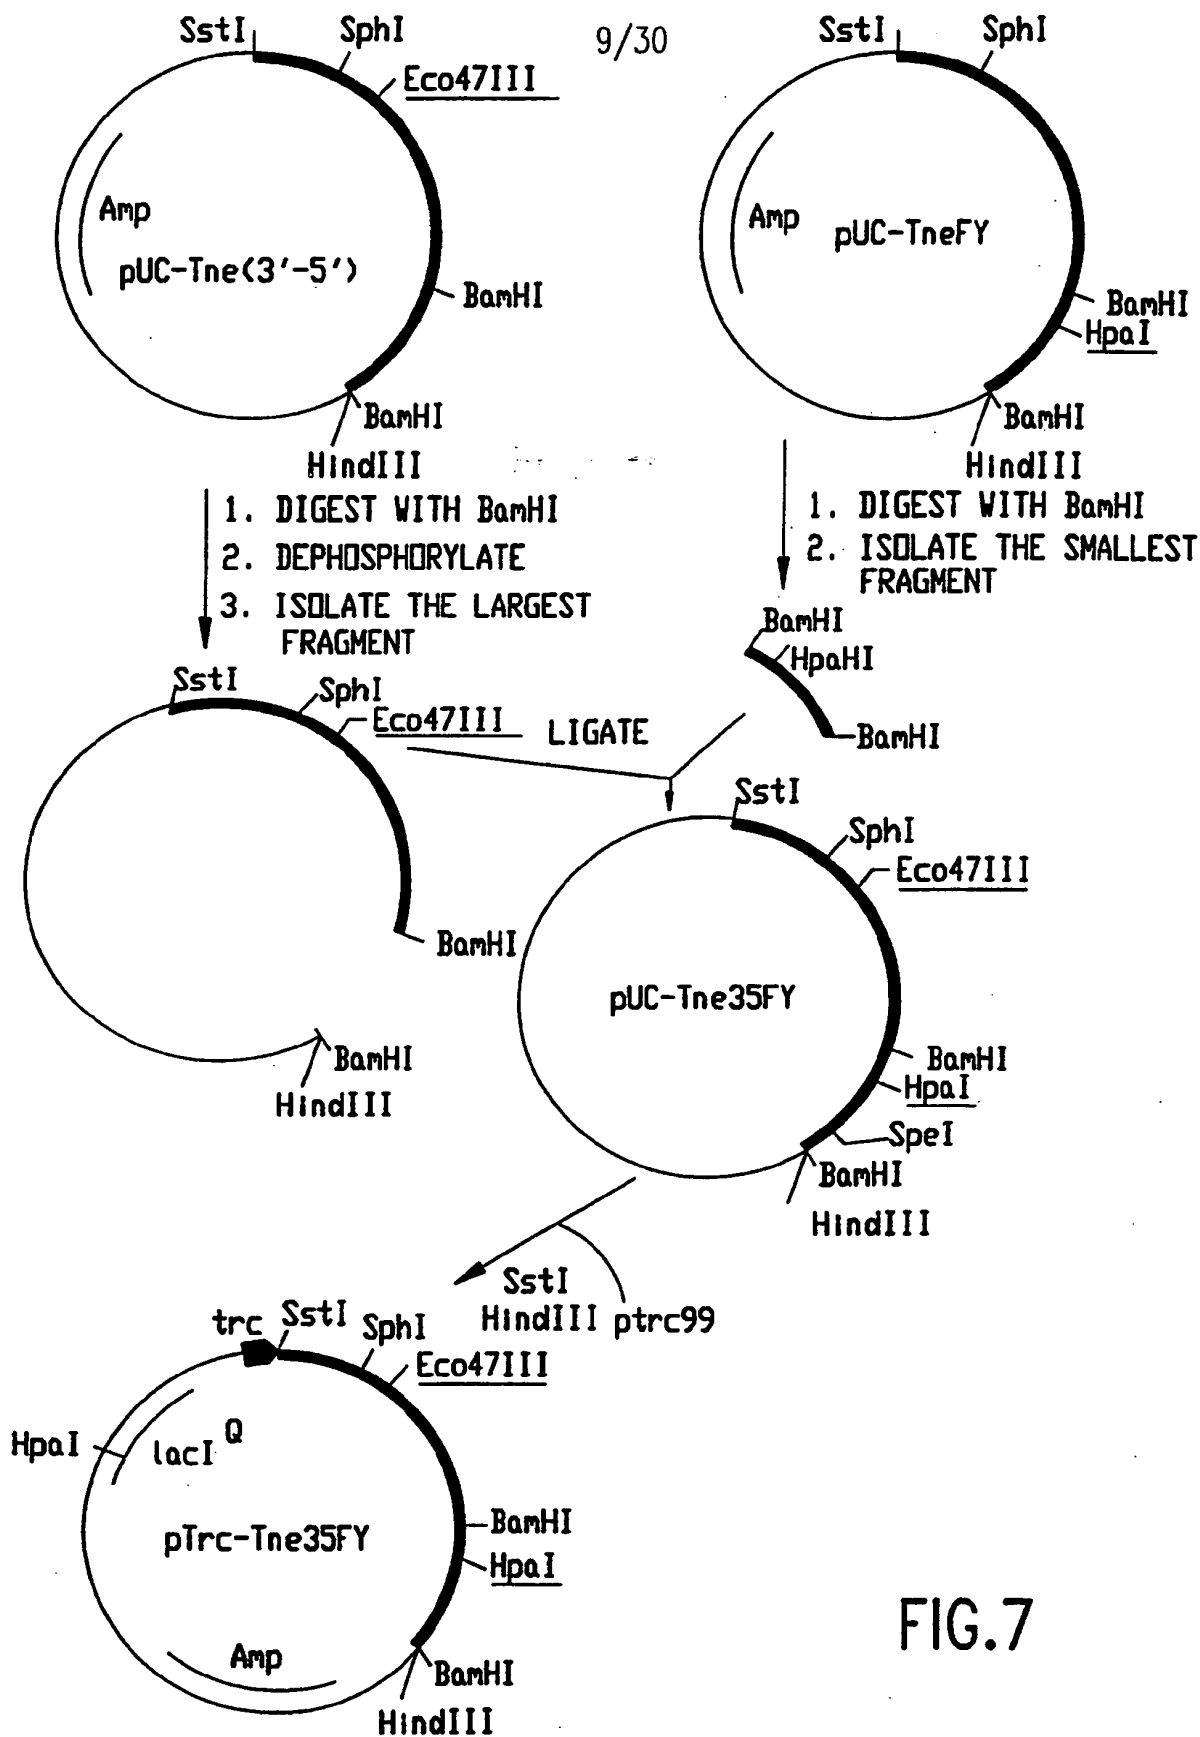 9/30
SstI
SphI
Eco47III
Amp
pUC-Tne(3'-5')
BamHI
BamHI
HindIII
SstI
SphI
Amp
pUC-TneFY
BamHI
HpaI
BamHI
HindIII
1. DIGEST WITH BamHI
2. DEPHOSPHORYLATE
3. ISOLATE THE LARGEST
FRAGMENT
1. DIGEST WITH BamHI
2. ISOLATE THE SMALLEST
FRAGMENT
BamHI
HpaHI
BamHI
SstI
SphI
Eco47III
LIGATE
BamHI
BamHI
HindIII
SstI
SphI
Eco47III
pUC-Tne35FY
BamHI
HpaI
SpeI
BamHI
HindIII
SstI
HindIII
ptrc99
trc
SstI
SphI
Eco47III
HpaI
lacI Q
pTrc-Tne35FY
BamHI
HpaI
Amp
BamHI
HindIII
FIG.7